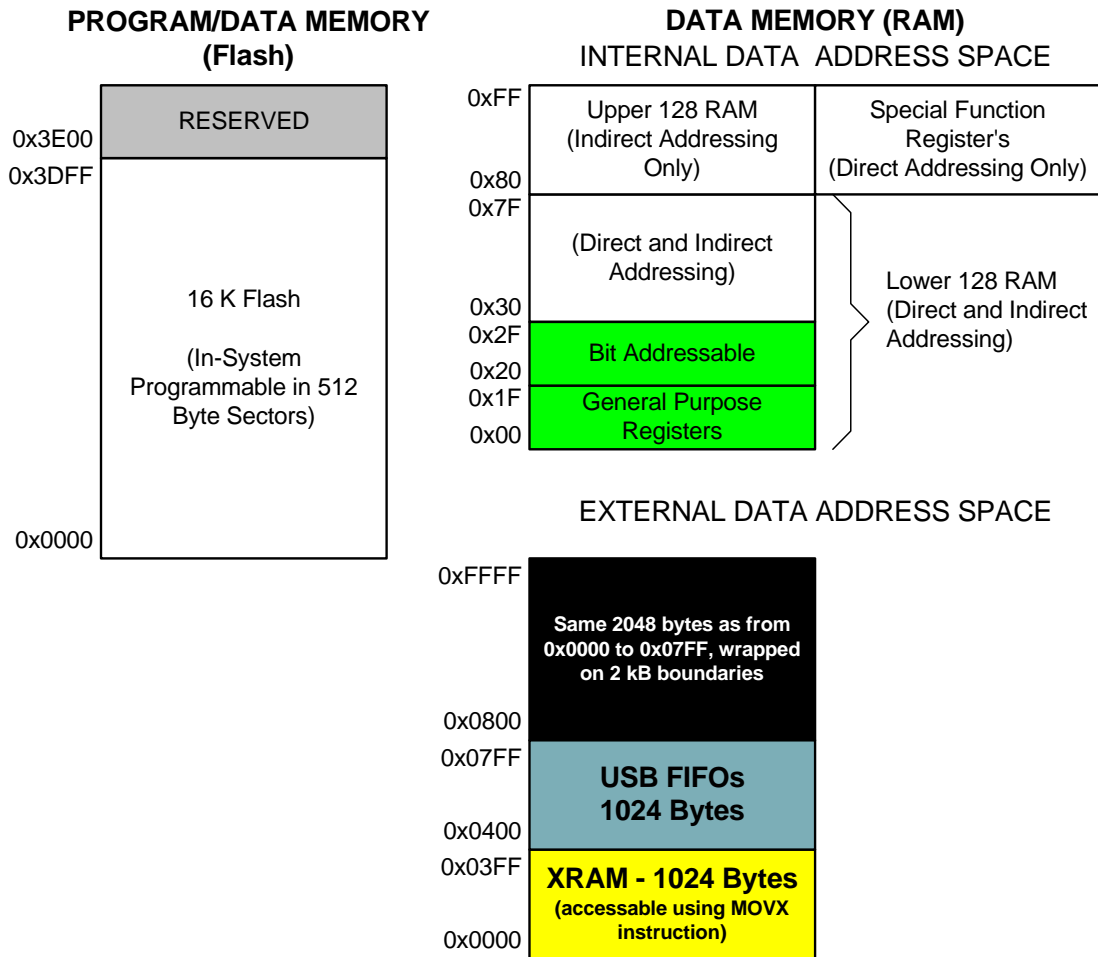 PROGRAM/DATA MEMORY
(Flash)
RESERVED
0x3E00
0x3DFF
16 K Flash
(In-System
Programmable in 512
Byte Sectors)
0x0000
DATA MEMORY (RAM)
INTERNAL DATA ADDRESS SPACE
0xFF
Upper 128 RAM
(Indirect Addressing
Only)
0x80
Special Function
Register's
(Direct Addressing Only)
0x7F
(Direct and Indirect
Addressing)
0x30
0x2F
Bit Addressable
0x20
0x1F
General Purpose
Registers
0x00
Lower 128 RAM
(Direct and Indirect
Addressing)
EXTERNAL DATA ADDRESS SPACE
0xFFFF
Same 2048 bytes as from
0x0000 to 0x07FF, wrapped
on 2 kB boundaries
0x0800
0x07FF
USB FIFOs
1024 Bytes
0x0400
0x03FF
XRAM - 1024 Bytes
(accessable using MOVX
instruction)
0x0000